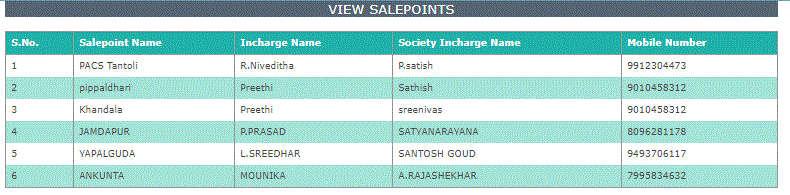 VIEW SALEPOINTS
S.No. Salepoint Name Incharge Name Society Incharge Name Mobile Number
1 PACS Tantoli R.Niveditha P.satish 9912304473
2 pippaldhari Preethi Sathish 9010458312
3 Khandala Preethi sreenivas 9010458312
4 JAMDAPUR P.PRASAD SATYANARAYANA 8096281178
5 YAPALGUDA L.SREEDHAR SANTOSH GOUD 9493706117
6 ANKUNTA MOUNIKA A.RAJASHEKHAR 7995834632